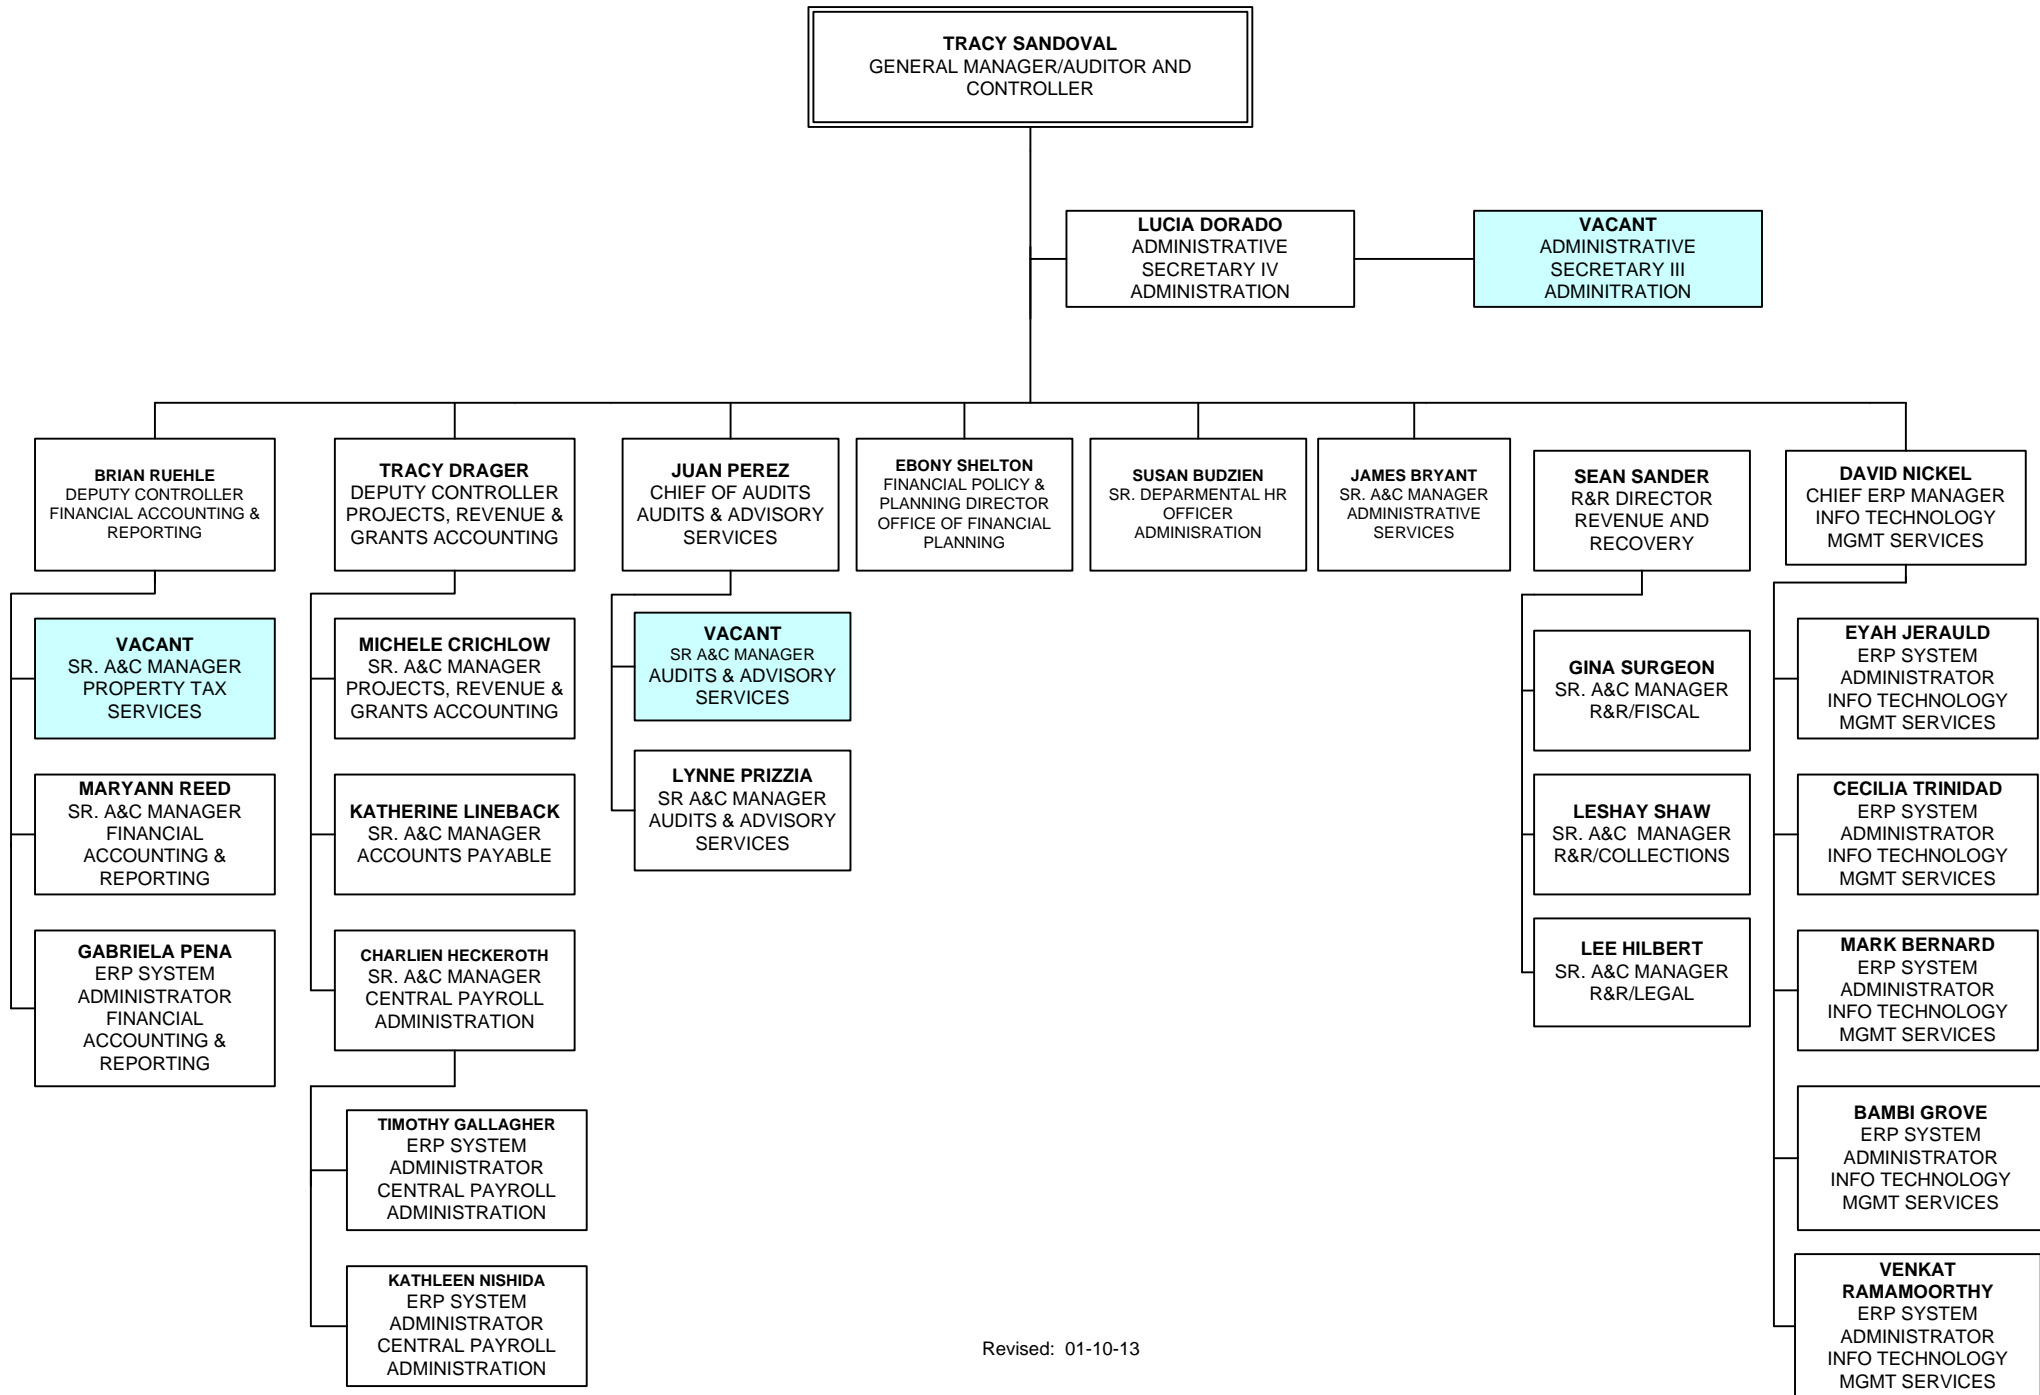 TRACY SANDOVAL
GENERAL MANAGER/AUDITOR AND
CONTROLLER
LUCIA DORADO
ADMINISTRATIVE
SECRETARY IV
ADMINISTRATION
VACANT
ADMINISTRATIVE
SECRETARY III
ADMINITRATION
BRIAN RUEHLE
DEPUTY CONTROLLER
FINANCIAL ACCOUNTING &
REPORTING
TRACY DRAGER
DEPUTY CONTROLLER
PROJECTS, REVENUE &
GRANTS ACCOUNTING
JUAN PEREZ
CHIEF OF AUDITS
AUDITS & ADVISORY
SERVICES
EBONY SHELTON
FINANCIAL POLICY &
PLANNING DIRECTOR
OFFICE OF FINANCIAL
PLANNING
SUSAN BUDZIEN
SR. DEPARMENTAL HR
OFFICER
ADMINISRATION
JAMES BRYANT
SR. A&C MANAGER
ADMINISTRATIVE
SERVICES
SEAN SANDER
R&R DIRECTOR
REVENUE AND
RECOVERY
DAVID NICKEL
CHIEF ERP MANAGER
INFO TECHNOLOGY
MGMT SERVICES
VACANT
SR. A&C MANAGER
PROPERTY TAX
SERVICES
MARYANN REED
SR. A&C MANAGER
FINANCIAL
ACCOUNTING &
REPORTING
GABRIELA PENA
ERP SYSTEM
ADMINISTRATOR
FINANCIAL
ACCOUNTING &
REPORTING
MICHELE CRICHLOW
SR. A&C MANAGER
PROJECTS, REVENUE &
GRANTS ACCOUNTING
KATHERINE LINEBACK
SR. A&C MANAGER
ACCOUNTS PAYABLE
CHARLIEN HECKEROTH
SR. A&C MANAGER
CENTRAL PAYROLL
ADMINISTRATION
TIMOTHY GALLAGHER
ERP SYSTEM
ADMINISTRATOR
CENTRAL PAYROLL
ADMINISTRATION
KATHLEEN NISHIDA
ERP SYSTEM
ADMINISTRATOR
CENTRAL PAYROLL
ADMINISTRATION
VACANT
SR A&C MANAGER
AUDITS & ADVISORY
SERVICES
LYNNE PRIZZIA
SR A&C MANAGER
AUDITS & ADVISORY
SERVICES
GINA SURGEON
SR. A&C MANAGER
R&R/FISCAL
LESHAY SHAW
SR. A&C MANAGER
R&R/COLLECTIONS
LEE HILBERT
SR. A&C MANAGER
R&R/LEGAL
EYAH JERAULD
ERP SYSTEM
ADMINISTRATOR
INFO TECHNOLOGY
MGMT SERVICES
CECILIA TRINIDAD
ERP SYSTEM
ADMINISTRATOR
INFO TECHNOLOGY
MGMT SERVICES
MARK BERNARD
ERP SYSTEM
ADMINISTRATOR
INFO TECHNOLOGY
MGMT SERVICES
BAMBI GROVE
ERP SYSTEM
ADMINISTRATOR
INFO TECHNOLOGY
MGMT SERVICES
VENKAT
RAMAMOORTHY
ERP SYSTEM
ADMINISTRATOR
INFO TECHNOLOGY
MGMT SERVICES
Revised: 01-10-13